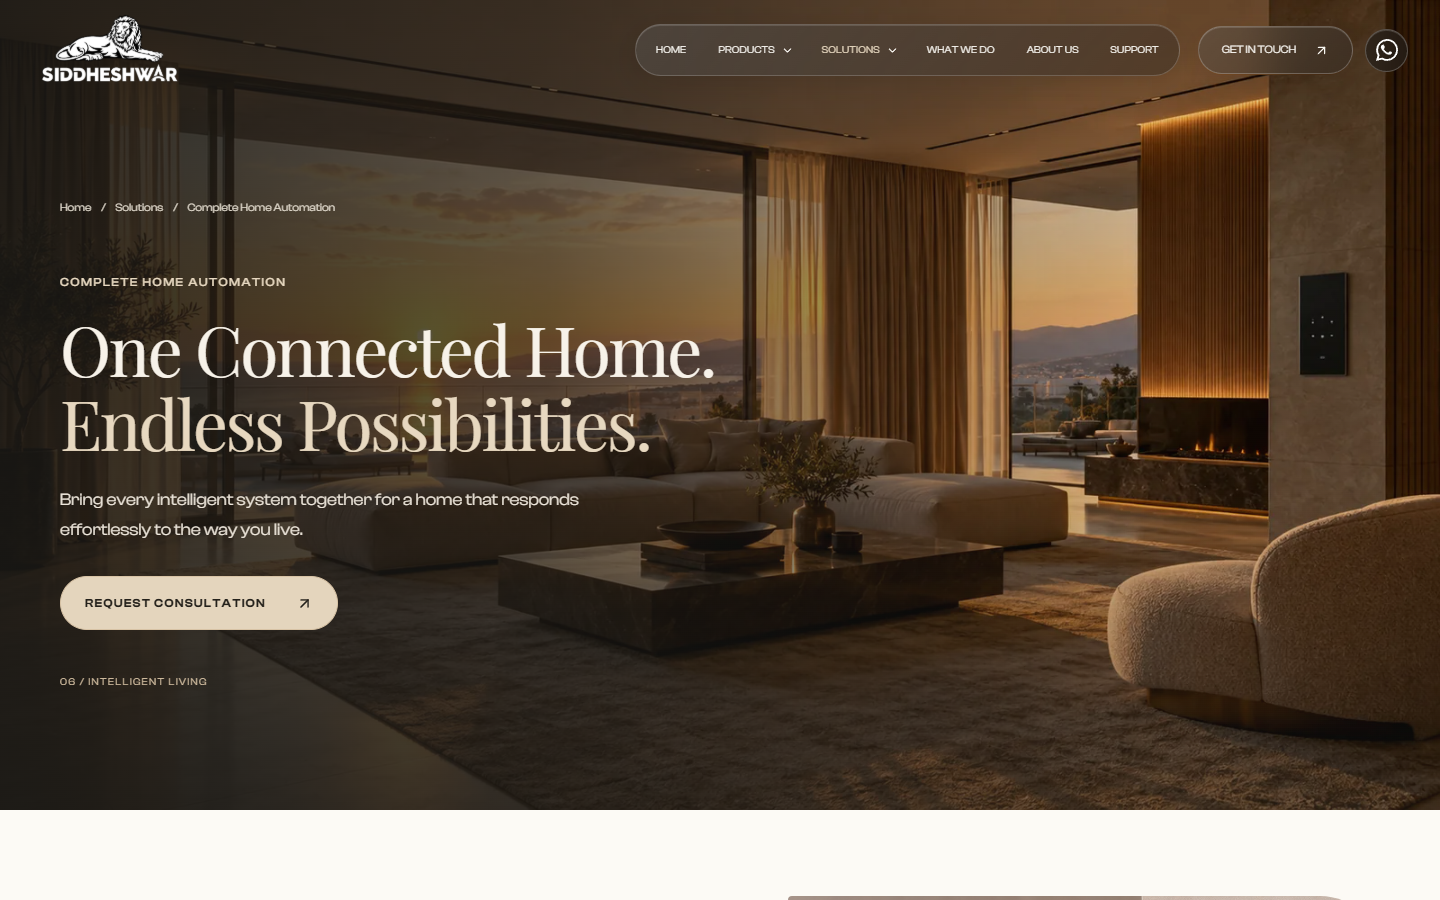 SIDDHESHWAR
HOME PRODUCTS SOLUTIONS WHAT WE DO ABOUT US SUPPORT
GET IN TOUCH
Home / Solutions / Complete Home Automation
COMPLETE HOME AUTOMATION
One Connected Home.
Endless Possibilities.
Bring every intelligent system together for a home that responds
effortlessly to the way you live.
REQUEST CONSULTATION
06 / INTELLIGENT LIVING